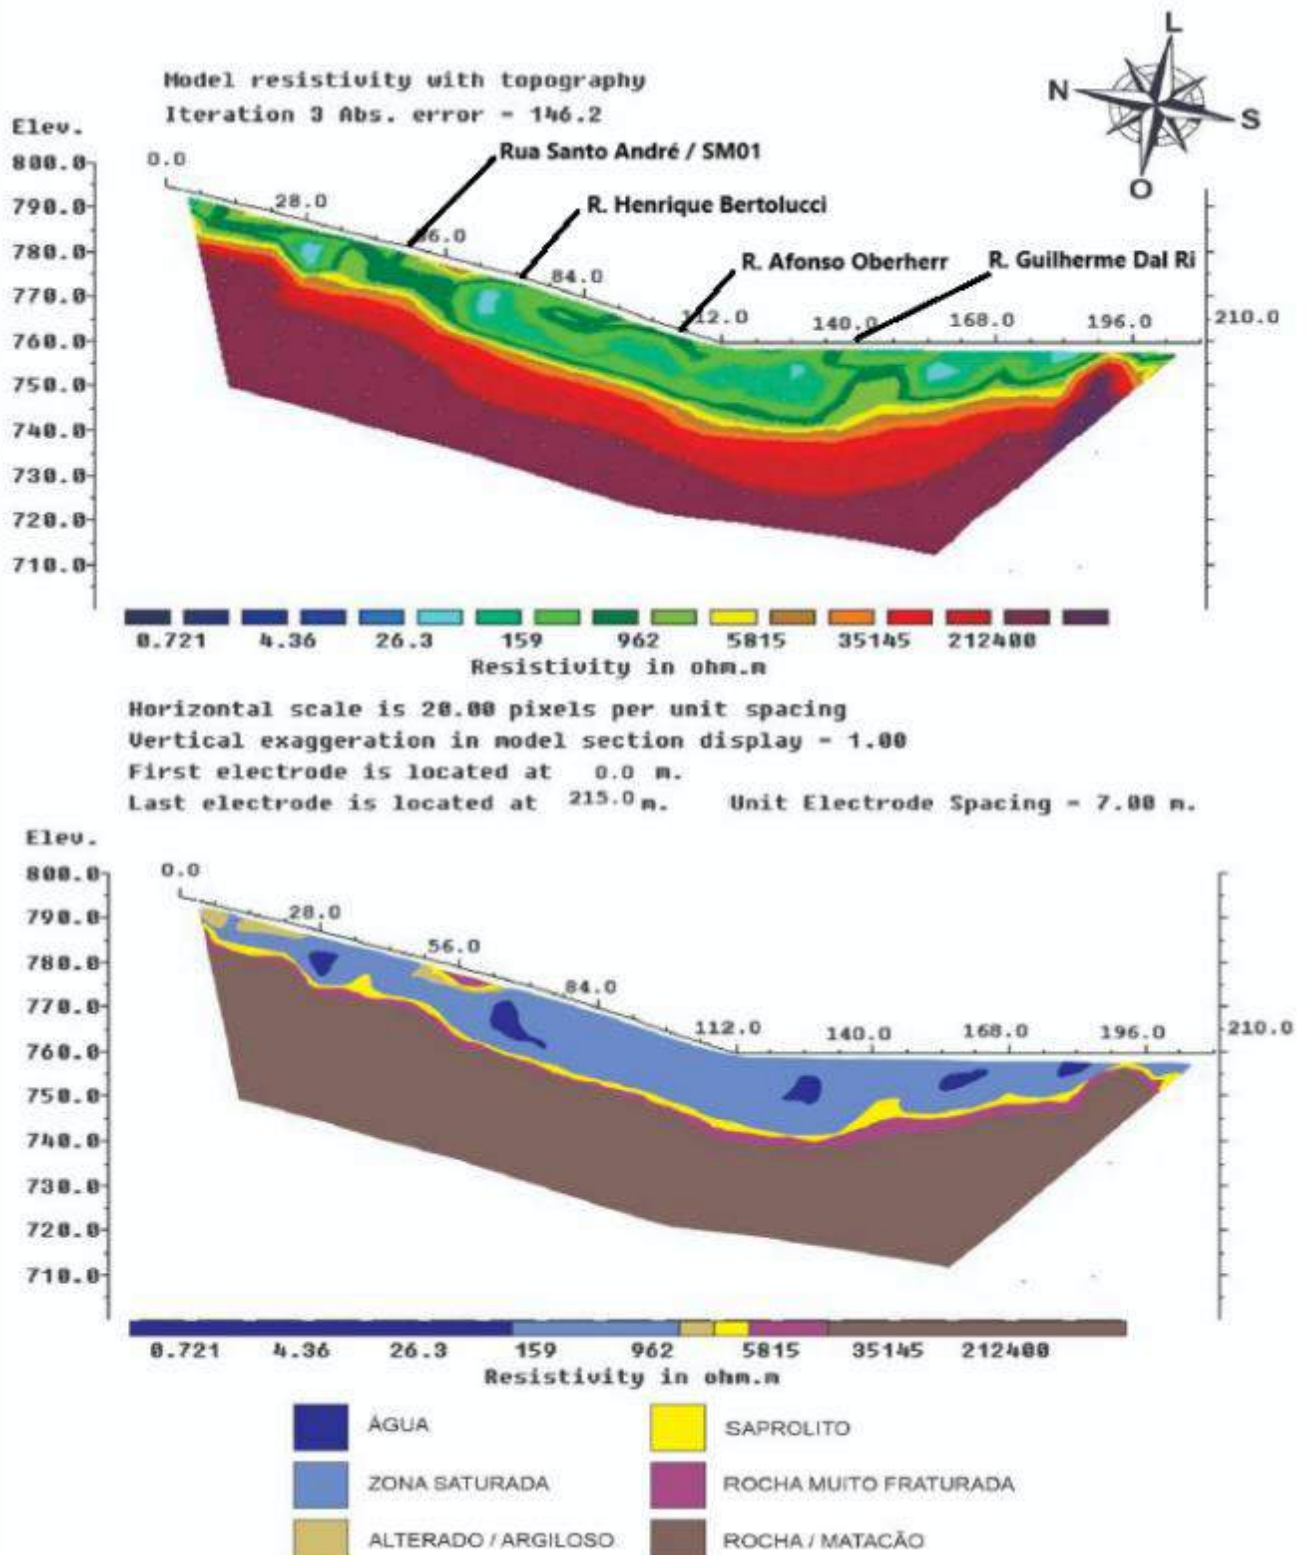 L
N
S
O
Model resistivity with topography
Iteration 3 Abs. error = 146.2
Elev.
800.0
790.0
780.0
770.0
760.0
750.0
740.0
730.0
720.0
710.0
0.0
28.0
56.0
84.0
112.0
140.0
168.0
196.0
210.0
Rua Santo André / SM01
R. Henrique Bertolucci
R. Afonso Oberherr
R. Guilherme Dal Ri
0.721 4.36 26.3 159 962 5815 35145 212400
Resistivity in ohm.m
Horizontal scale is 20.00 pixels per unit spacing
Vertical exaggeration in model section display = 1.00
First electrode is located at 0.0 m.
Last electrode is located at 215.0 m. Unit Electrode Spacing = 7.00 m.
Elev.
800.0
790.0
780.0
770.0
760.0
750.0
740.0
730.0
720.0
710.0
0.0
28.0
56.0
84.0
112.0
140.0
168.0
196.0
210.0
0.721 4.36 26.3 159 962 5815 35145 212400
Resistivity in ohm.m
ÁGUA
SAPROLITO
ZONA SATURADA
ROCHA MUITO FRATURADA
ALTERADO / ARGILOSO
ROCHA / MATACÃO